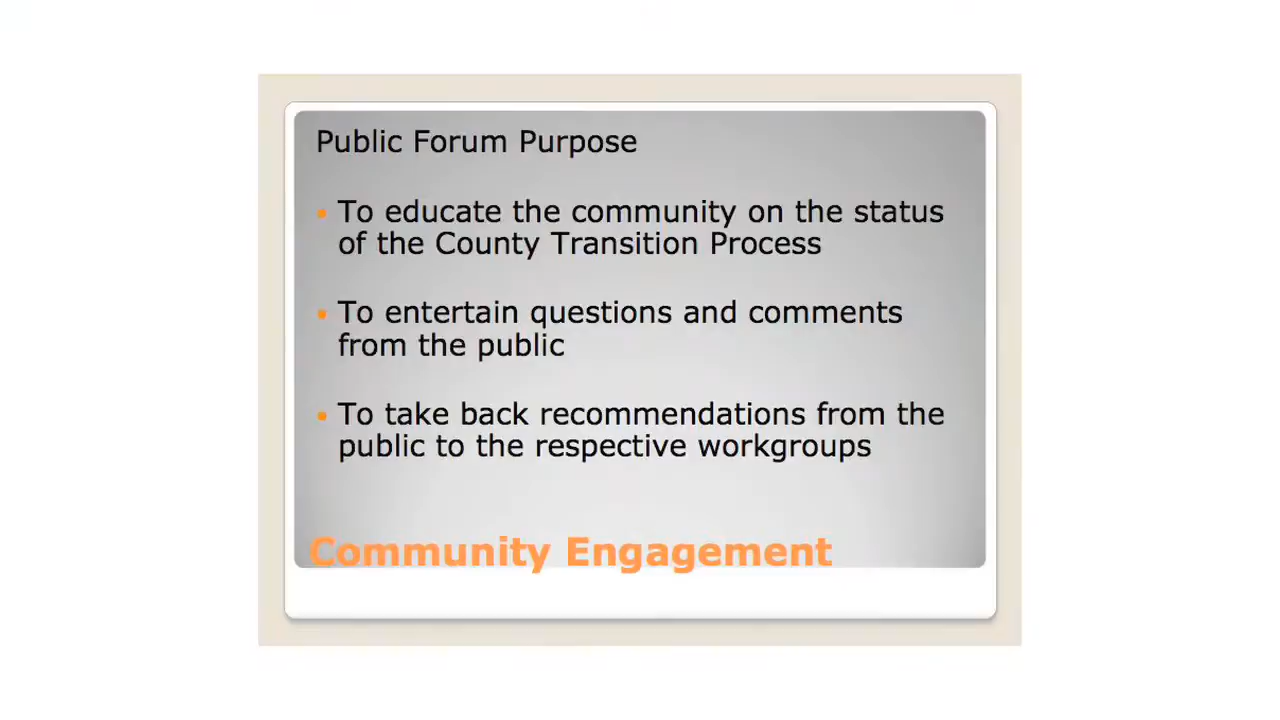 Public Forum Purpose
▪ To educate the community on the status
of the County Transition Process
▪ To entertain questions and comments
from the public
▪ To take back recommendations from the
public to the respective workgroups
Community Engagement